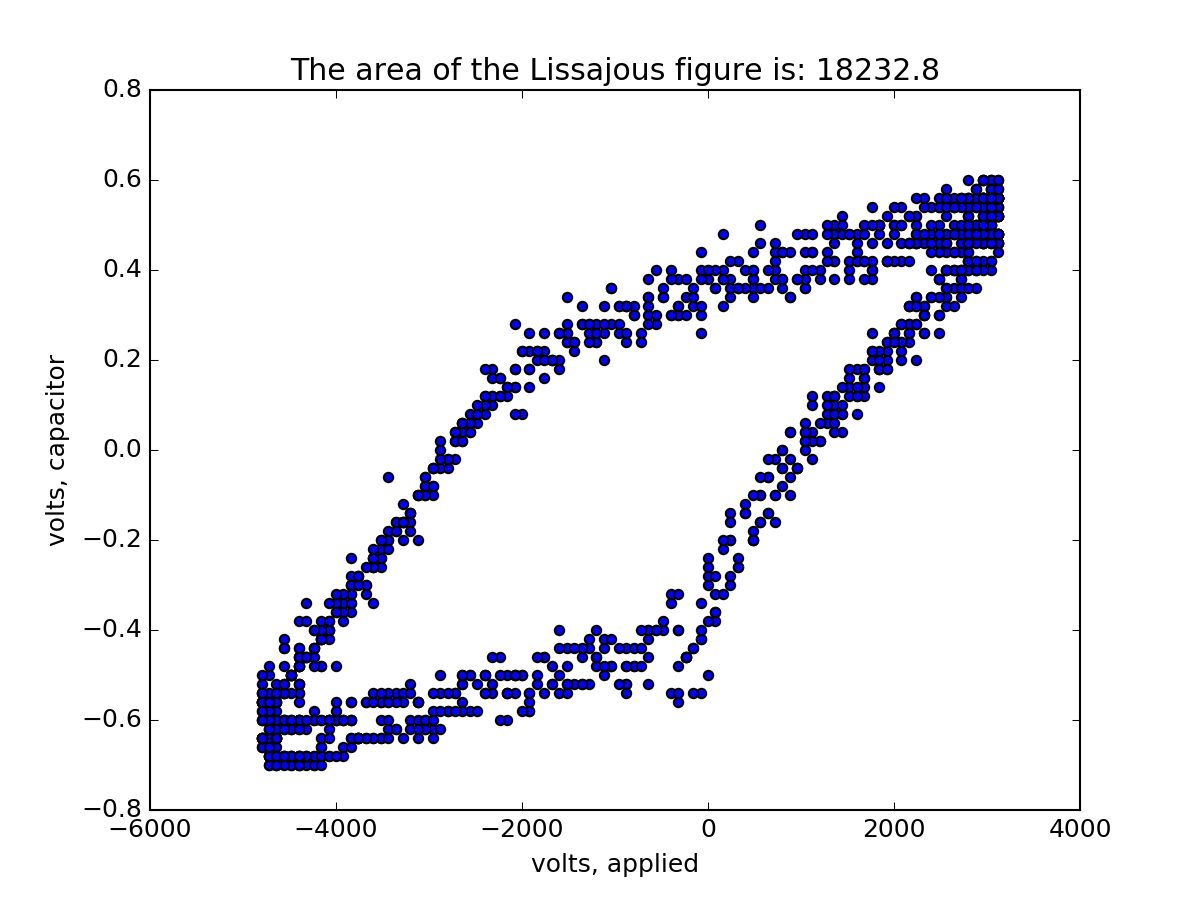 The area of the Lissajous figure is: 18232.8
0.8
0.6
0.4
0.2
0.0
−0.2
−0.4
−0.6
−0.8
volts, capacitor
−6000 −4000 −2000 0 2000 4000
volts, applied